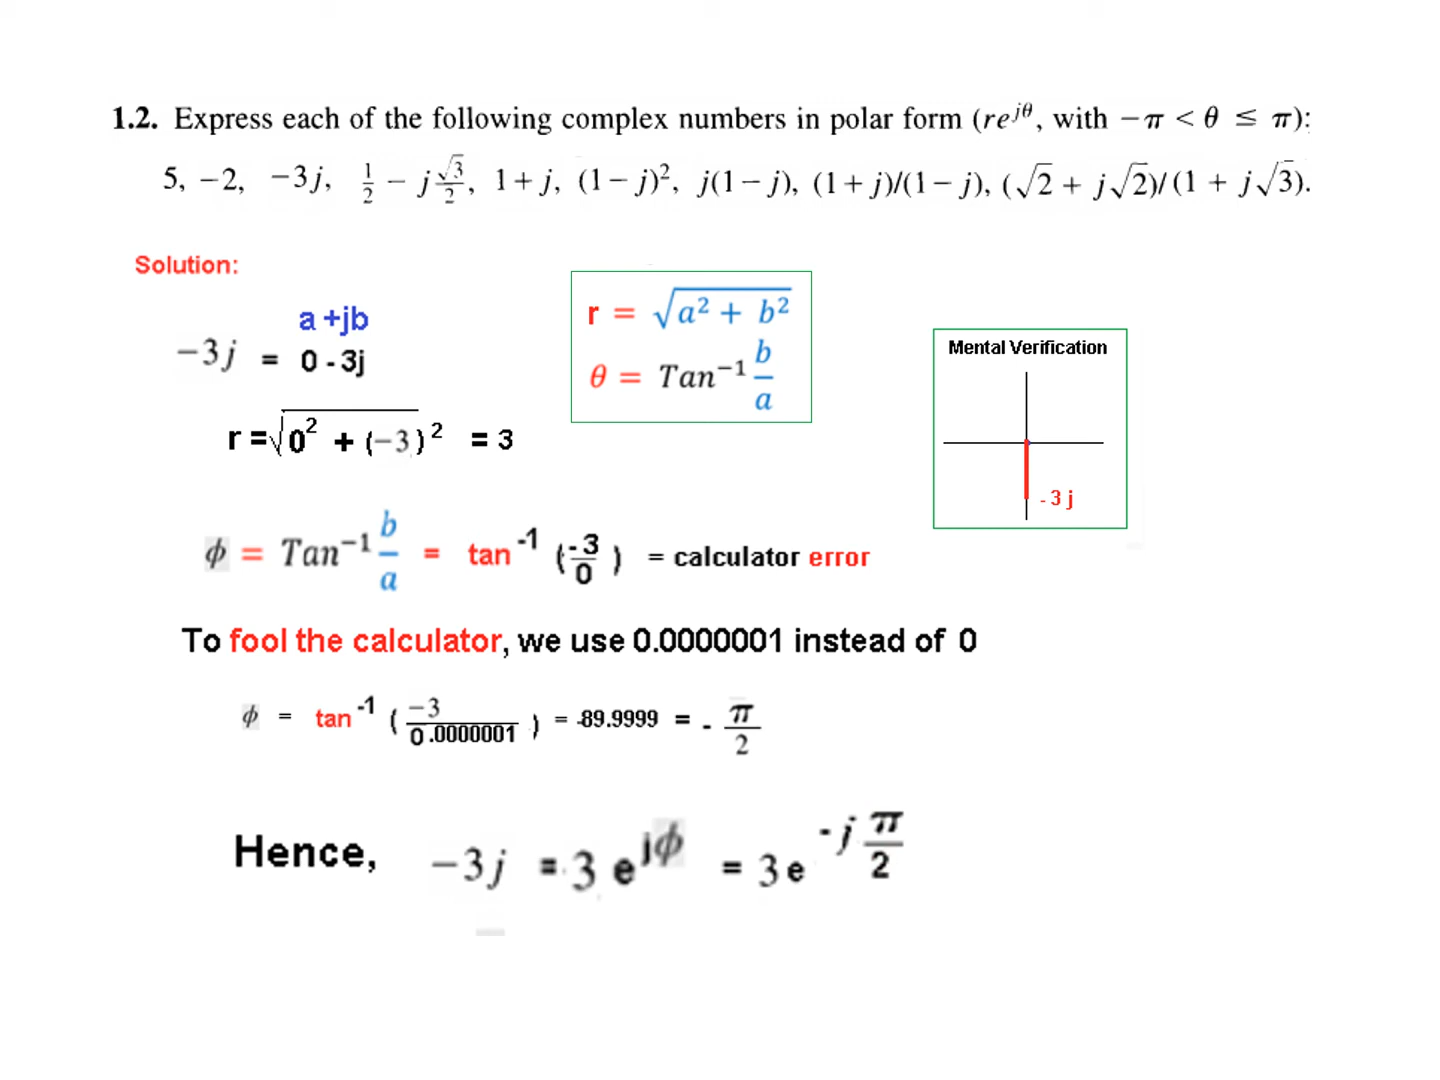 1.2. Express each of the following complex numbers in polar form (re^{jθ}, with −π < θ ≤ π):
5, −2, −3j, 1/2 − j√3/2, 1 + j, (1 − j)², j(1 − j), (1 + j)/(1 − j), (√2 + j√2)/(1 + j√3).
Solution:
a +jb
−3j = 0 - 3j
r = √(a² + b²)
θ = Tan⁻¹ b/a
Mental Verification
- 3 j
r = √(0² + (−3)²) = 3
ϕ = Tan⁻¹ b/a = tan⁻¹ (-3/0) = calculator error
To fool the calculator, we use 0.0000001 instead of 0
ϕ = tan⁻¹ (−3/0.0000001) = -89.9999 = - π/2
Hence, −3j = 3 e^{jϕ} = 3 e^{-j π/2}